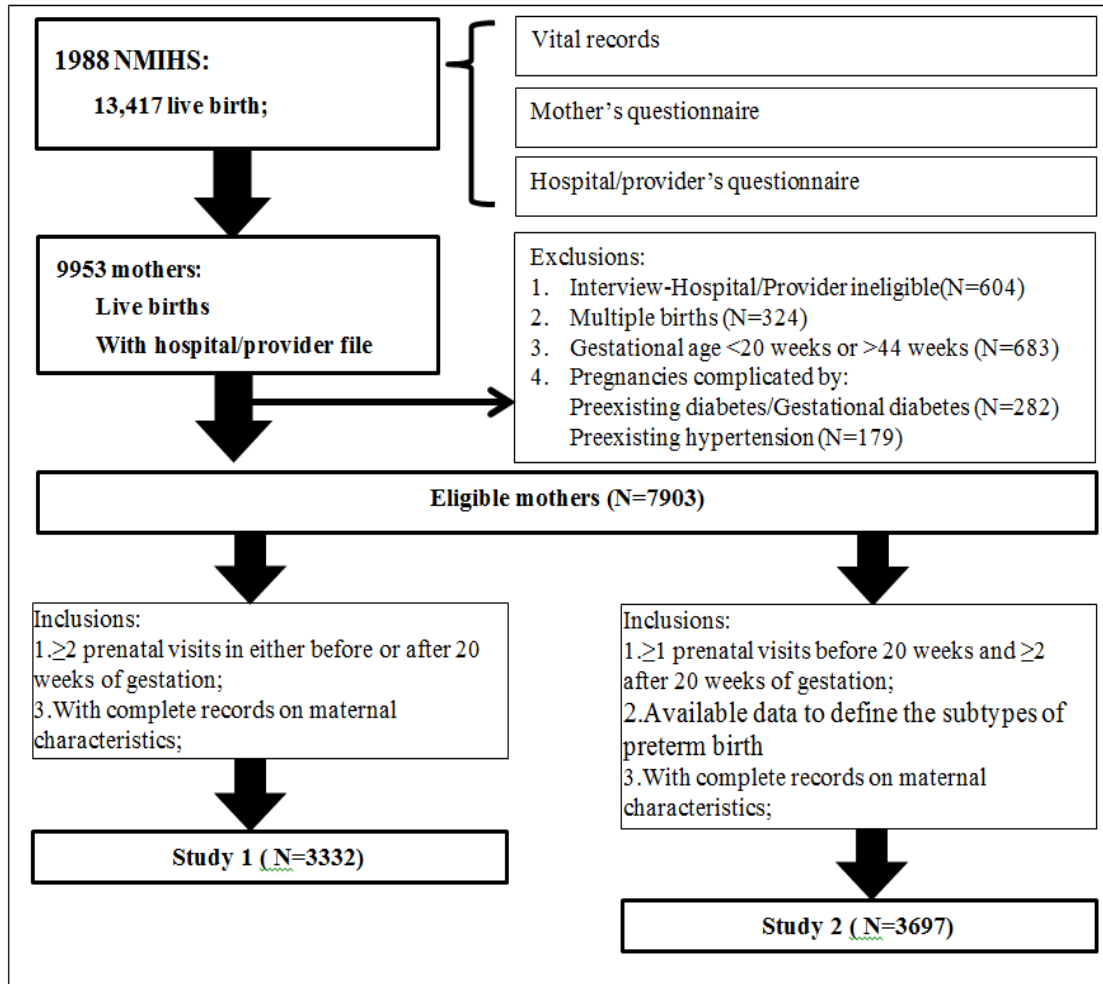 1988 NMIHS:
13,417 live birth;
Vital records
Mother’s questionnaire
Hospital/provider’s questionnaire
9953 mothers:
Live births
With hospital/provider file
Exclusions:
1. Interview-Hospital/Provider ineligible(N=604)
2. Multiple births (N=324)
3. Gestational age <20 weeks or >44 weeks (N=683)
4. Pregnancies complicated by:
Preexisting diabetes/Gestational diabetes (N=282)
Preexisting hypertension (N=179)
Eligible mothers (N=7903)
Inclusions:
1.≥2 prenatal visits in either before or after 20
weeks of gestation;
3.With complete records on maternal
characteristics;
Study 1 ( N=3332)
Inclusions:
1.≥1 prenatal visits before 20 weeks and ≥2
after 20 weeks of gestation;
2.Available data to define the subtypes of
preterm birth
3.With complete records on maternal
characteristics;
Study 2 ( N=3697)